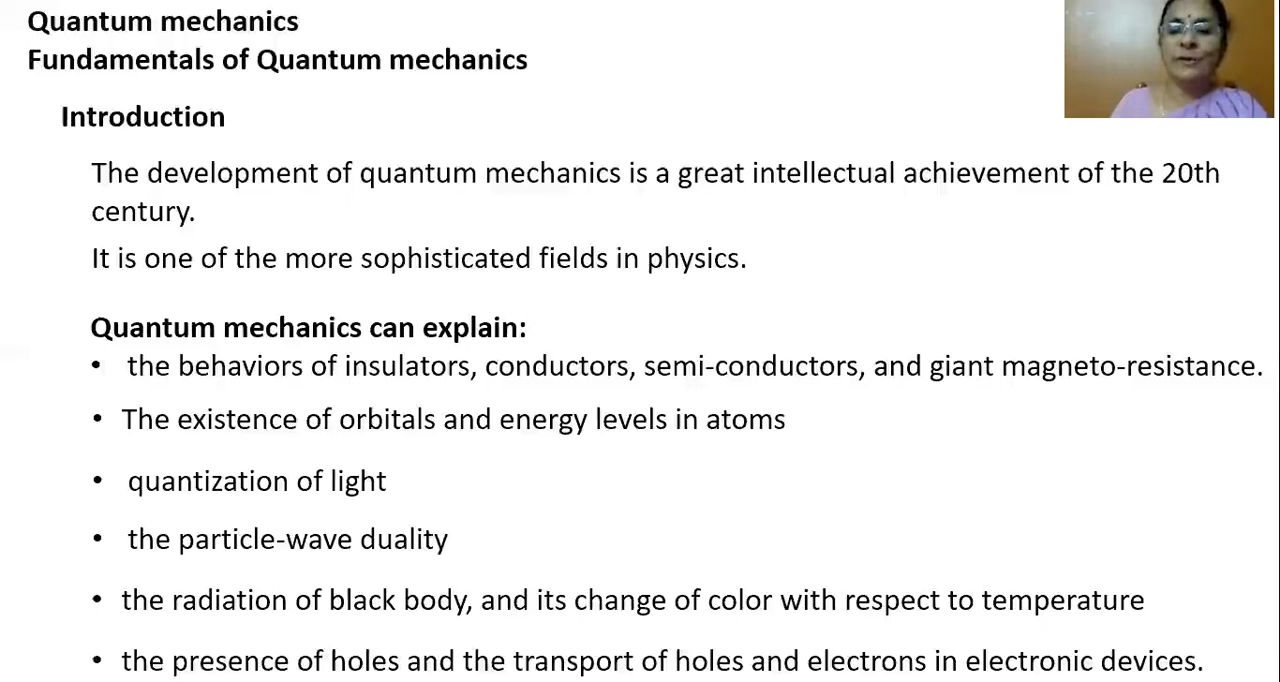 Quantum mechanics
Fundamentals of Quantum mechanics
Introduction
The development of quantum mechanics is a great intellectual achievement of the 20th
century.
It is one of the more sophisticated fields in physics.
Quantum mechanics can explain:
• the behaviors of insulators, conductors, semi-conductors, and giant magneto-resistance.
• The existence of orbitals and energy levels in atoms
• quantization of light
• the particle-wave duality
• the radiation of black body, and its change of color with respect to temperature
• the presence of holes and the transport of holes and electrons in electronic devices.